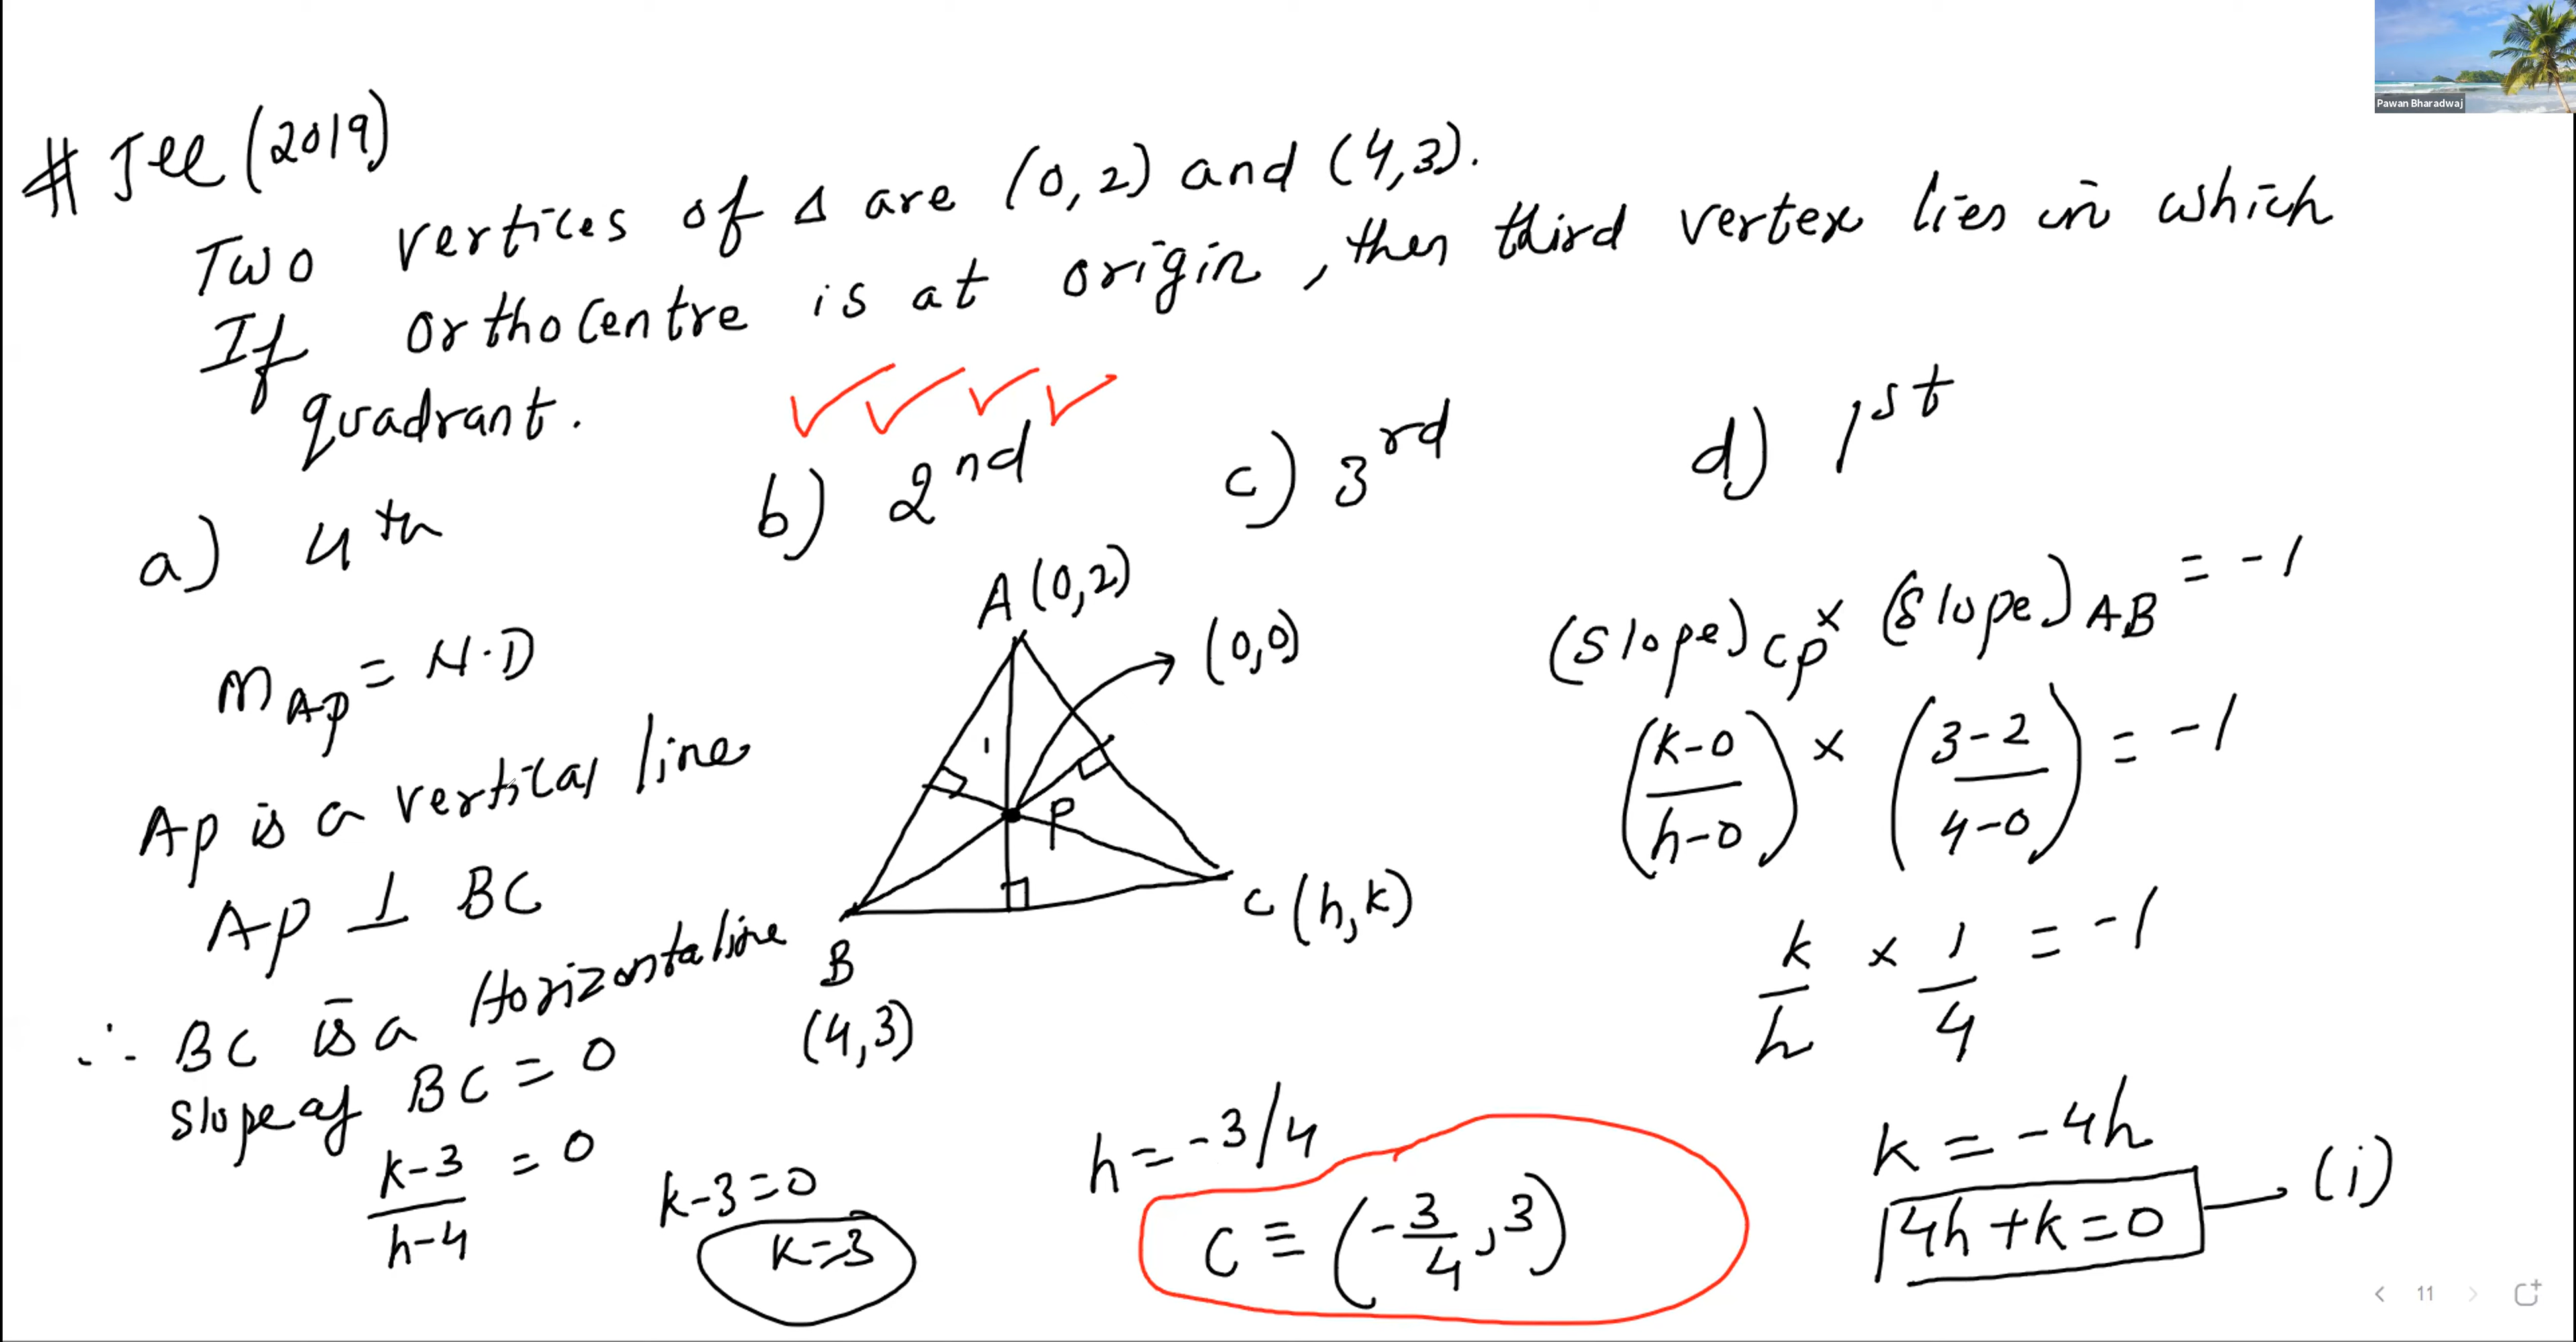 Pawan Bharadwaj
# Jee (2019)
Two vertices of Δ are (0,2) and (4,3).
If orthocentre is at origin, then third vertex lies in which
quadrant.
a) 4th b) 2nd c) 3rd d) 1st
m_AP = N.D
AP is a vertical line
AP ⊥ BC
∴ BC is a Horizontal line
Slope of BC = 0
(k-3)/(h-4) = 0
k-3=0
k=3
A (0,2)
(0,0)
P
B
(4,3)
C (h,k)
h = -3/4
C ≡ (-3/4, 3)
(Slope)_CP × (Slope)_AB = -1
((k-0)/(h-0)) × ((3-2)/(4-0)) = -1
k/h × 1/4 = -1
k = -4h
4h+k=0 → (i)
11